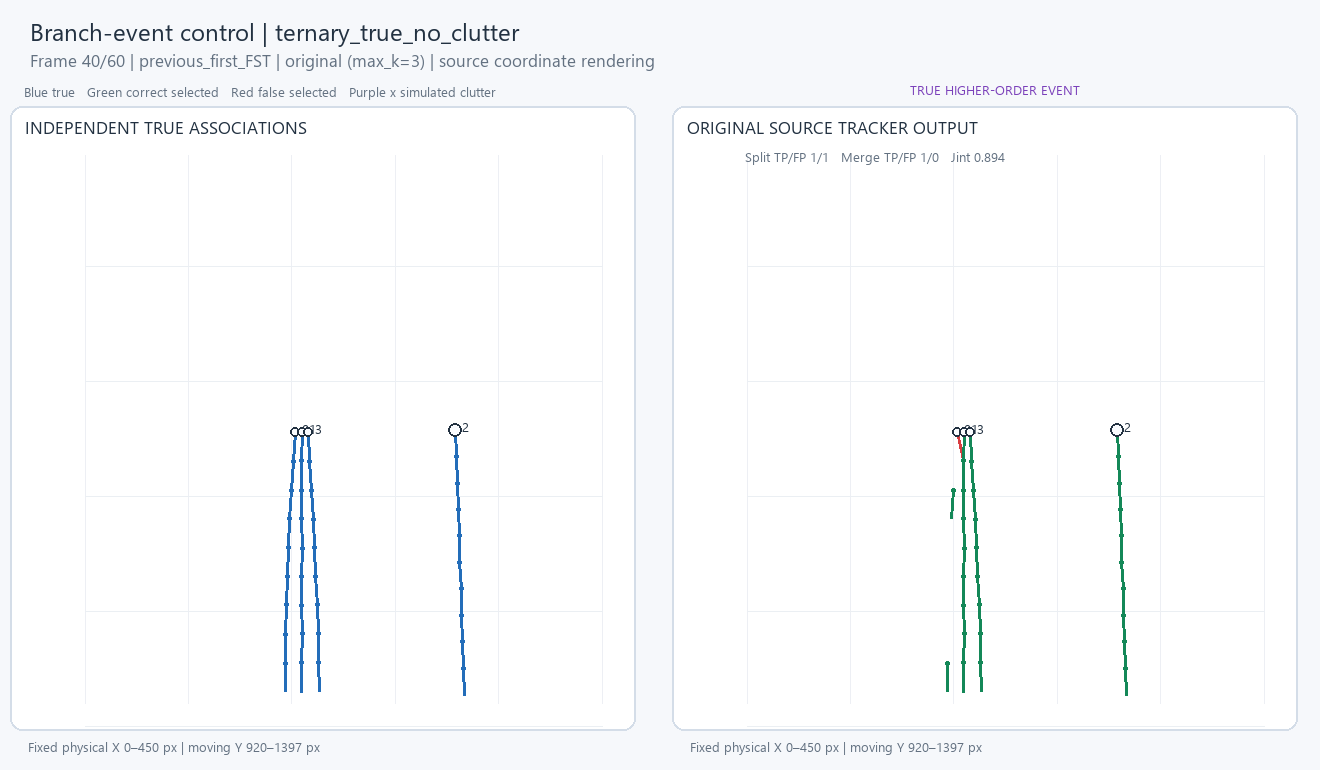 Branch-event control | ternary_true_no_clutter
Frame 40/60 | previous_first_FST | original (max_k=3) | source coordinate rendering
Blue true Green correct selected Red false selected Purple x simulated clutter
TRUE HIGHER-ORDER EVENT
INDEPENDENT TRUE ASSOCIATIONS
13
2
Fixed physical X 0–450 px | moving Y 920–1397 px
ORIGINAL SOURCE TRACKER OUTPUT
Split TP/FP 1/1 Merge TP/FP 1/0 Jint 0.894
13
2
Fixed physical X 0–450 px | moving Y 920–1397 px